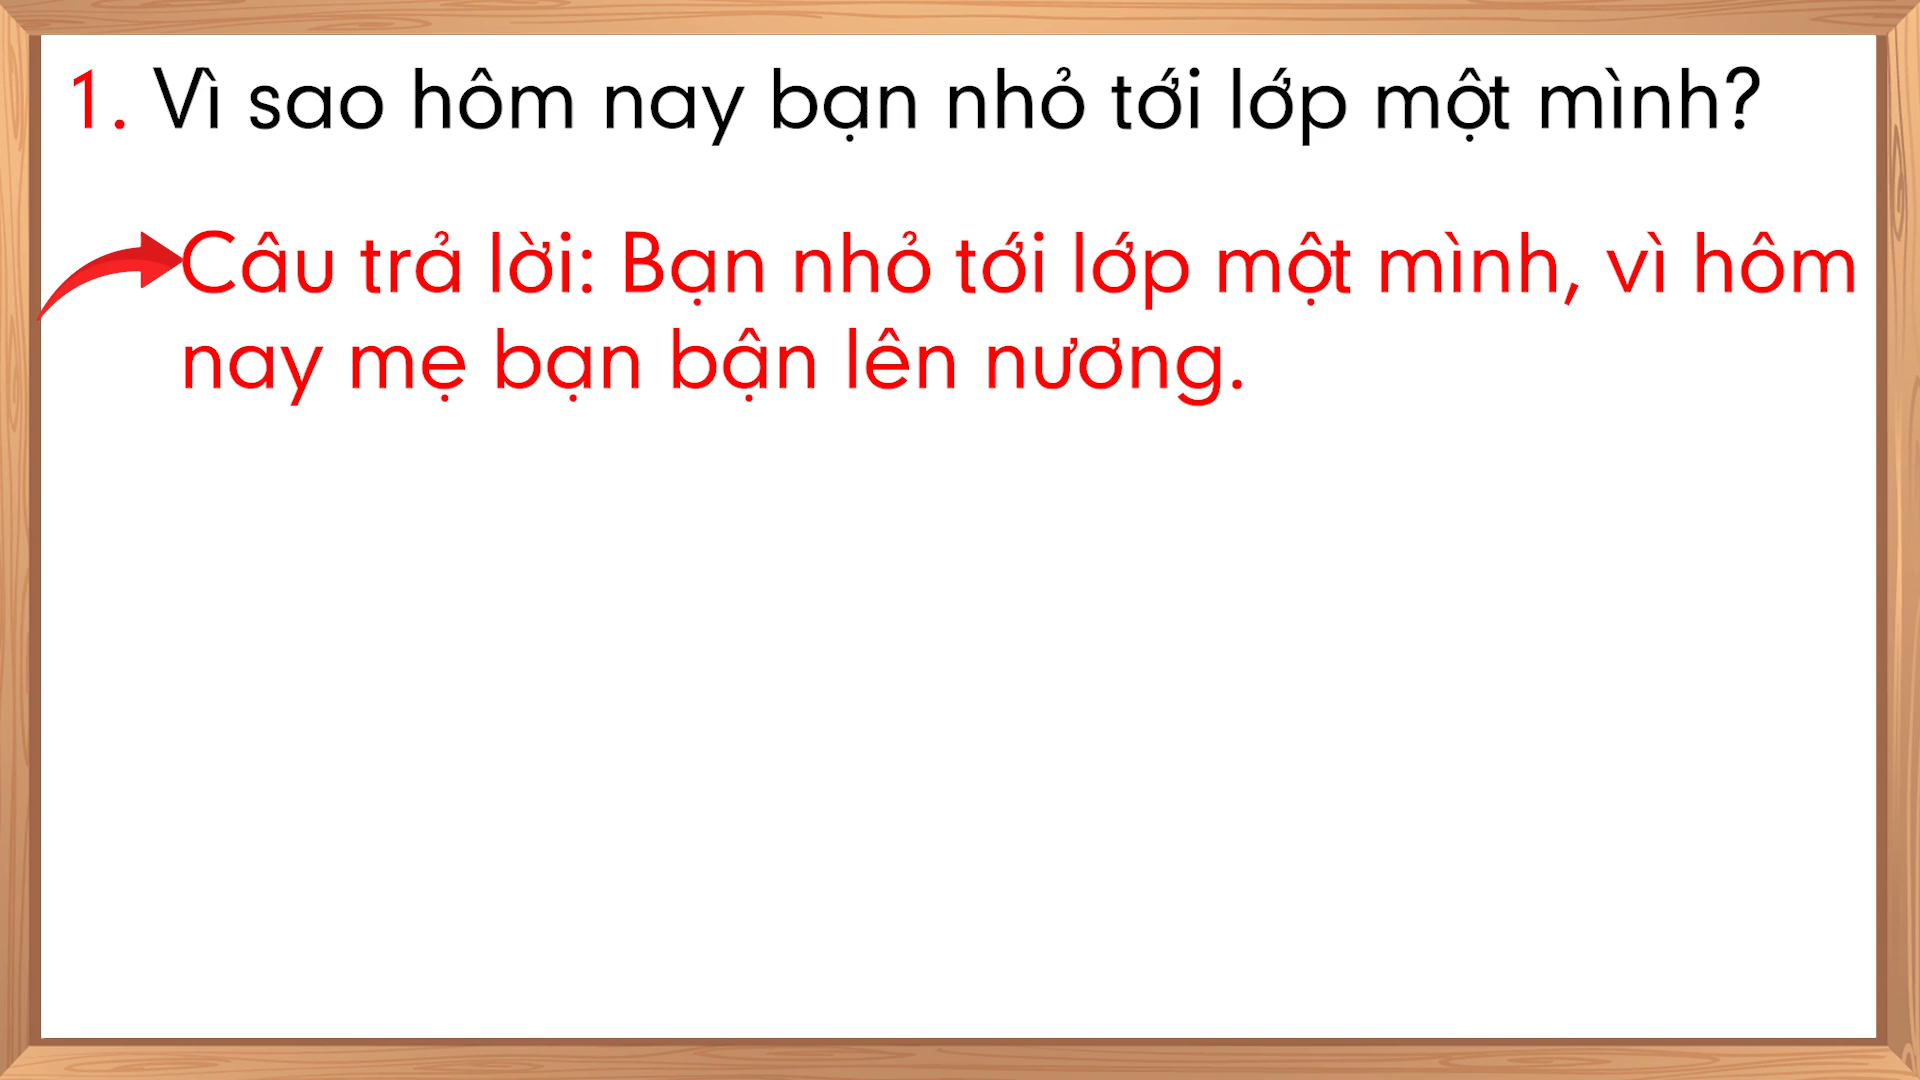 1. Vì sao hôm nay bạn nhỏ tới lớp một mình?
Câu trả lời: Bạn nhỏ tới lớp một mình, vì hôm
nay mẹ bạn bận lên nương.